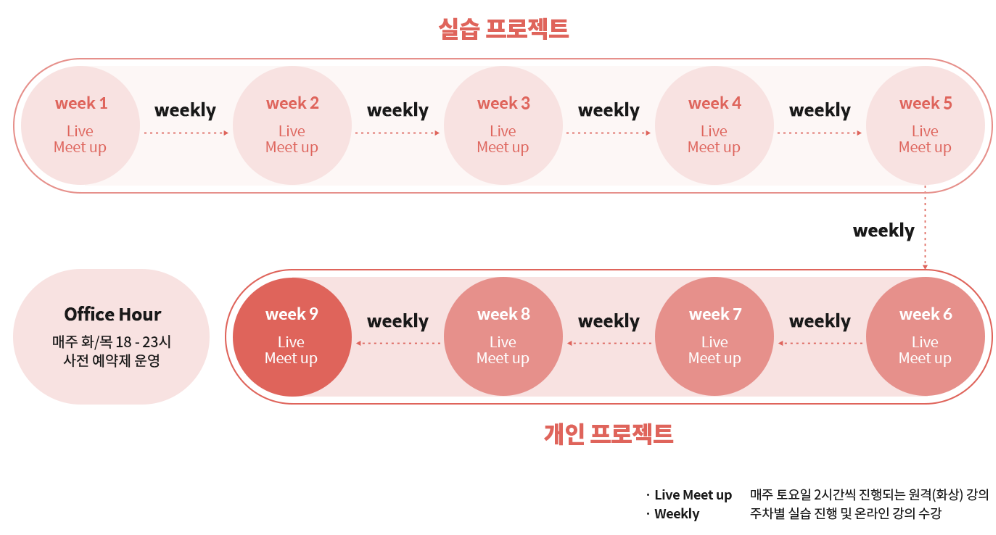 실습 프로젝트
week 1
Live
Meet up
weekly
week 2
Live
Meet up
weekly
week 3
Live
Meet up
weekly
week 4
Live
Meet up
weekly
week 5
Live
Meet up
weekly
week 6
Live
Meet up
weekly
week 7
Live
Meet up
weekly
week 8
Live
Meet up
weekly
week 9
Live
Meet up
Office Hour
매주 화/목 18 - 23시
사전 예약제 운영
개인 프로젝트
· Live Meet up 매주 토요일 2시간씩 진행되는 원격(화상) 강의
· Weekly 주차별 실습 진행 및 온라인 강의 수강